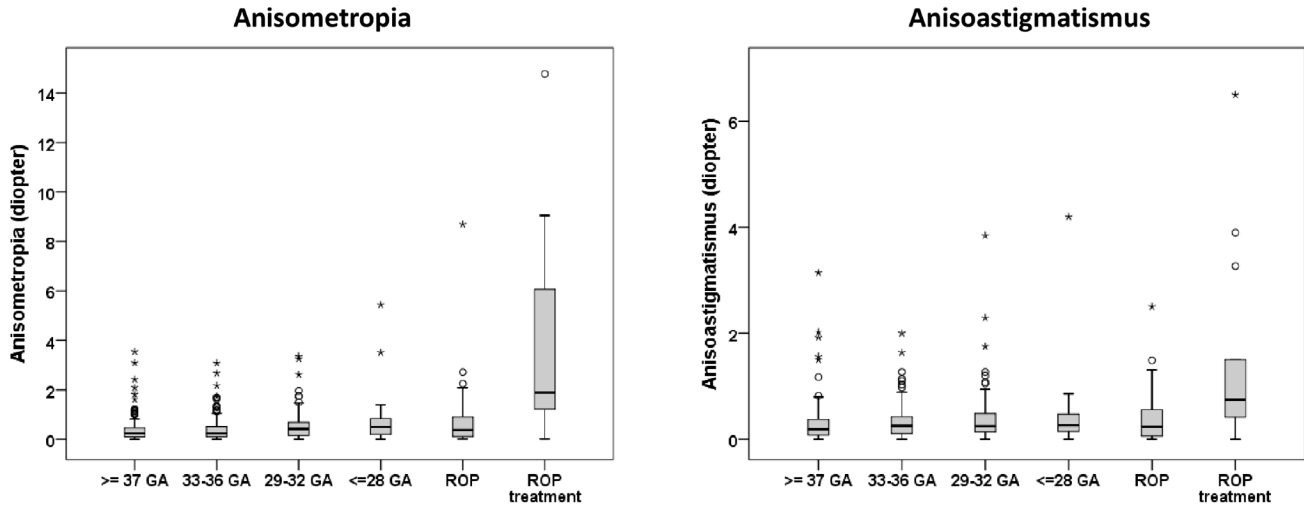 Anisometropia
Anisometropia (diopter)
14
12
10
8
6
4
2
0
>= 37 GA 33-36 GA 29-32 GA <=28 GA ROP ROP
treatment
Anisoastigmatismus
Anisoastigmatismus (diopter)
6
4
2
0
>= 37 GA 33-36 GA 29-32 GA <=28 GA ROP ROP
treatment